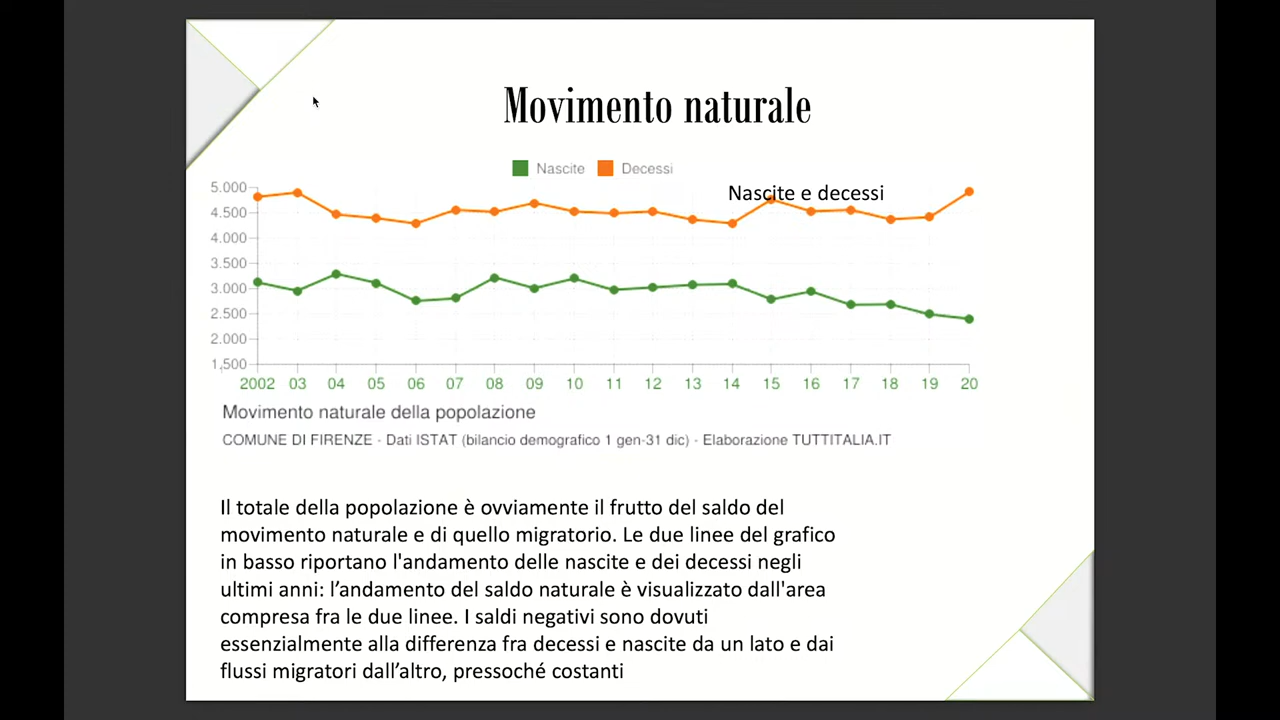 Movimento naturale
Nascite Decessi
Nascite e decessi
5.000
4.500
4.000
3.500
3.000
2.500
2.000
1,500
2002 03 04 05 06 07 08 09 10 11 12 13 14 15 16 17 18 19 20
Movimento naturale della popolazione
COMUNE DI FIRENZE - Dati ISTAT (bilancio demografico 1 gen-31 dic) - Elaborazione TUTTITALIA.IT
Il totale della popolazione è ovviamente il frutto del saldo del
movimento naturale e di quello migratorio. Le due linee del grafico
in basso riportano l'andamento delle nascite e dei decessi negli
ultimi anni: l’andamento del saldo naturale è visualizzato dall'area
compresa fra le due linee. I saldi negativi sono dovuti
essenzialmente alla differenza fra decessi e nascite da un lato e dai
flussi migratori dall’altro, pressoché costanti